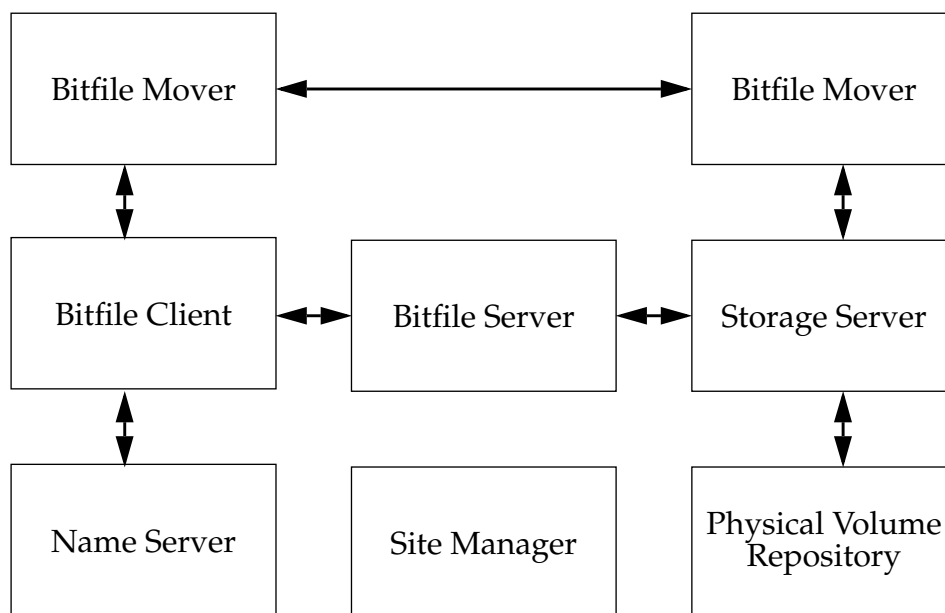 Bitfile Mover
Bitfile Mover
Bitfile Client
Bitfile Server
Storage Server
Name Server
Site Manager
Physical Volume
Repository